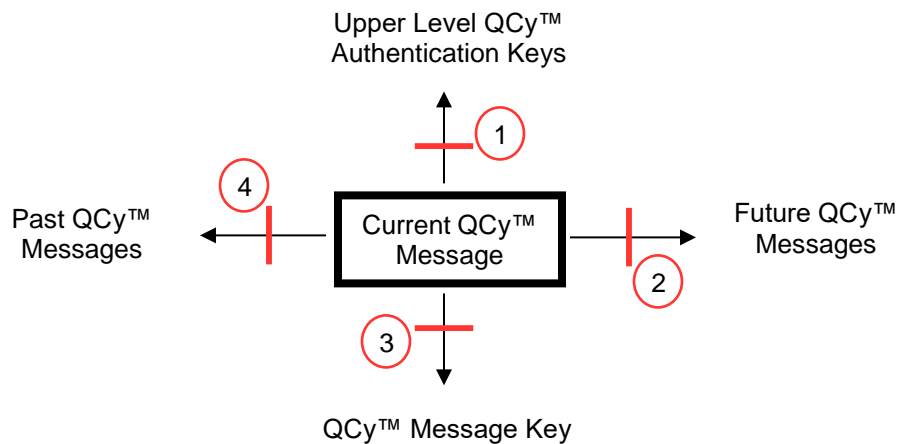 Upper Level QCy™
Authentication Keys
1
4
Past QCy™
Messages
Current QCy™
Message
Future QCy™
Messages
2
3
QCy™ Message Key